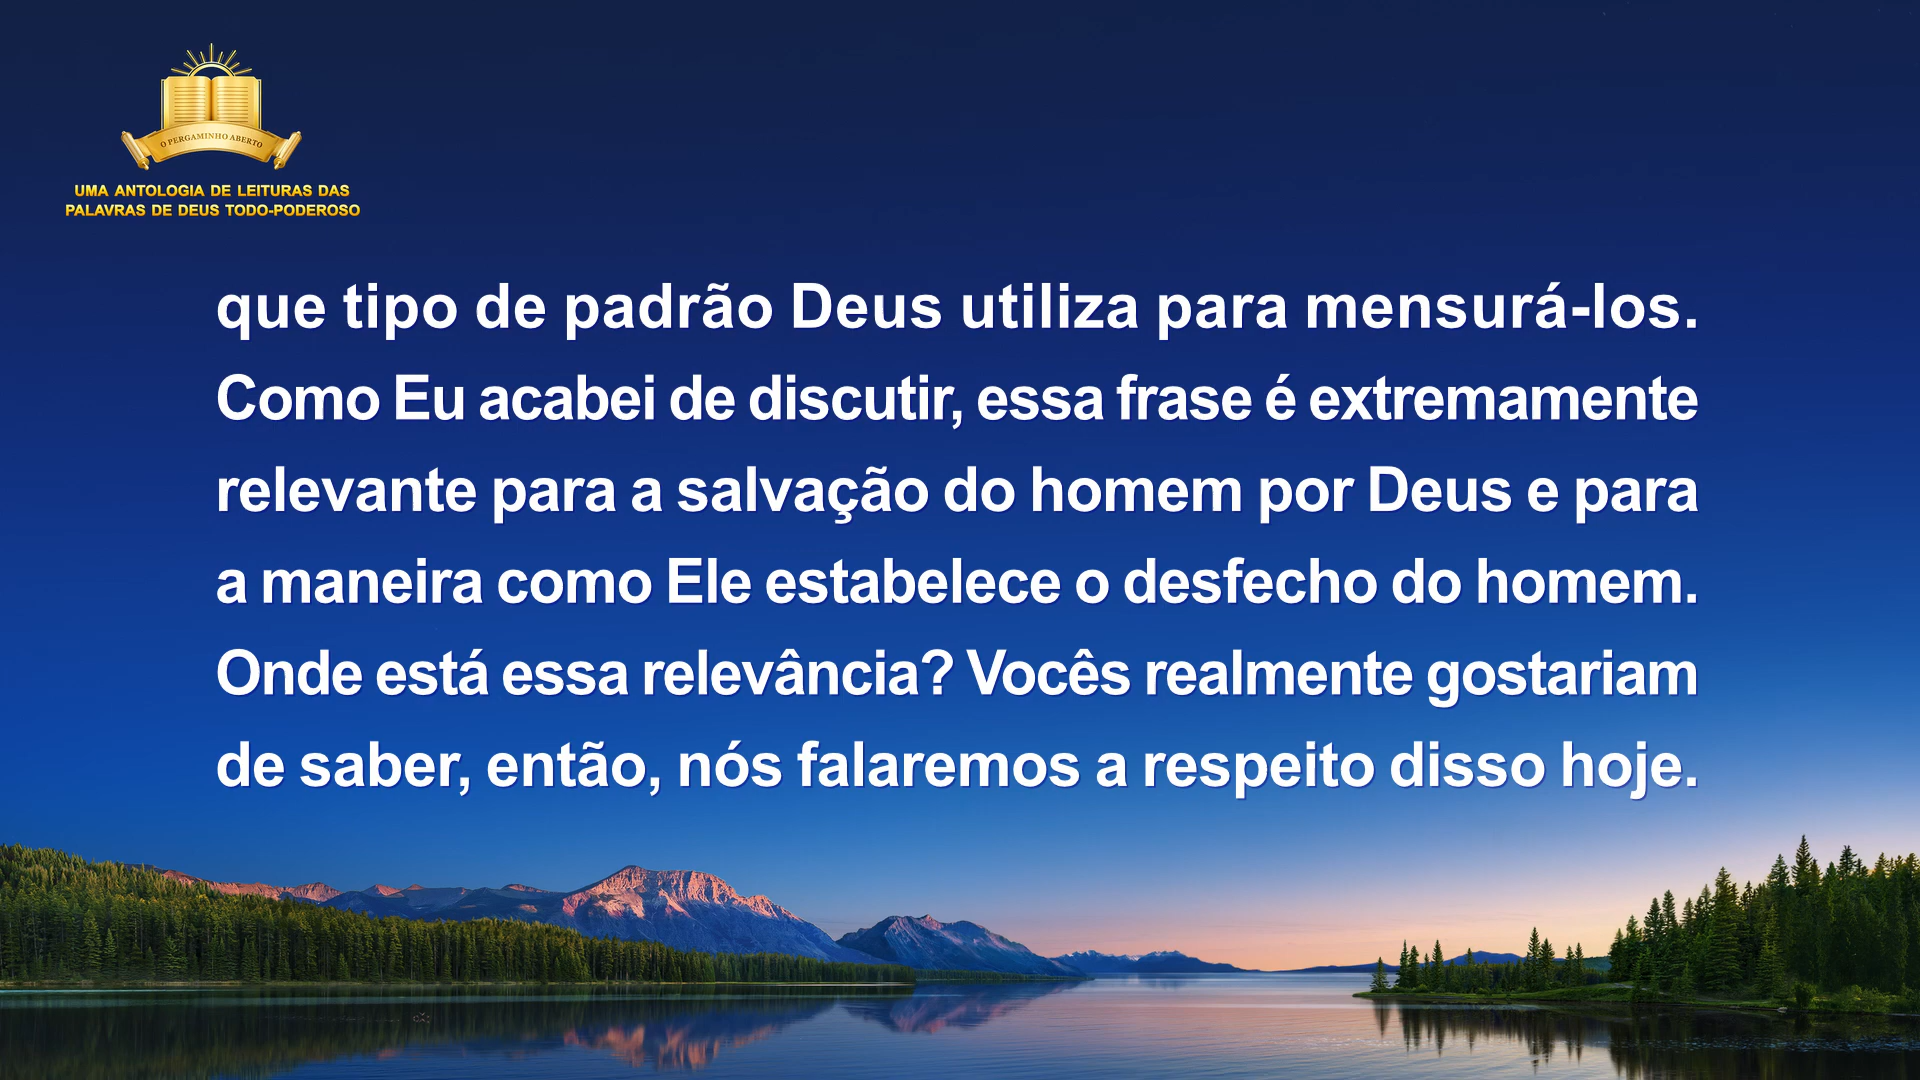 O PERGAMINHO ABERTO
UMA ANTOLOGIA DE LEITURAS DAS
PALAVRAS DE DEUS TODO-PODEROSO
que tipo de padrão Deus utiliza para mensurá-los.
Como Eu acabei de discutir, essa frase é extremamente
relevante para a salvação do homem por Deus e para
a maneira como Ele estabelece o desfecho do homem.
Onde está essa relevância? Vocês realmente gostariam
de saber, então, nós falaremos a respeito disso hoje.